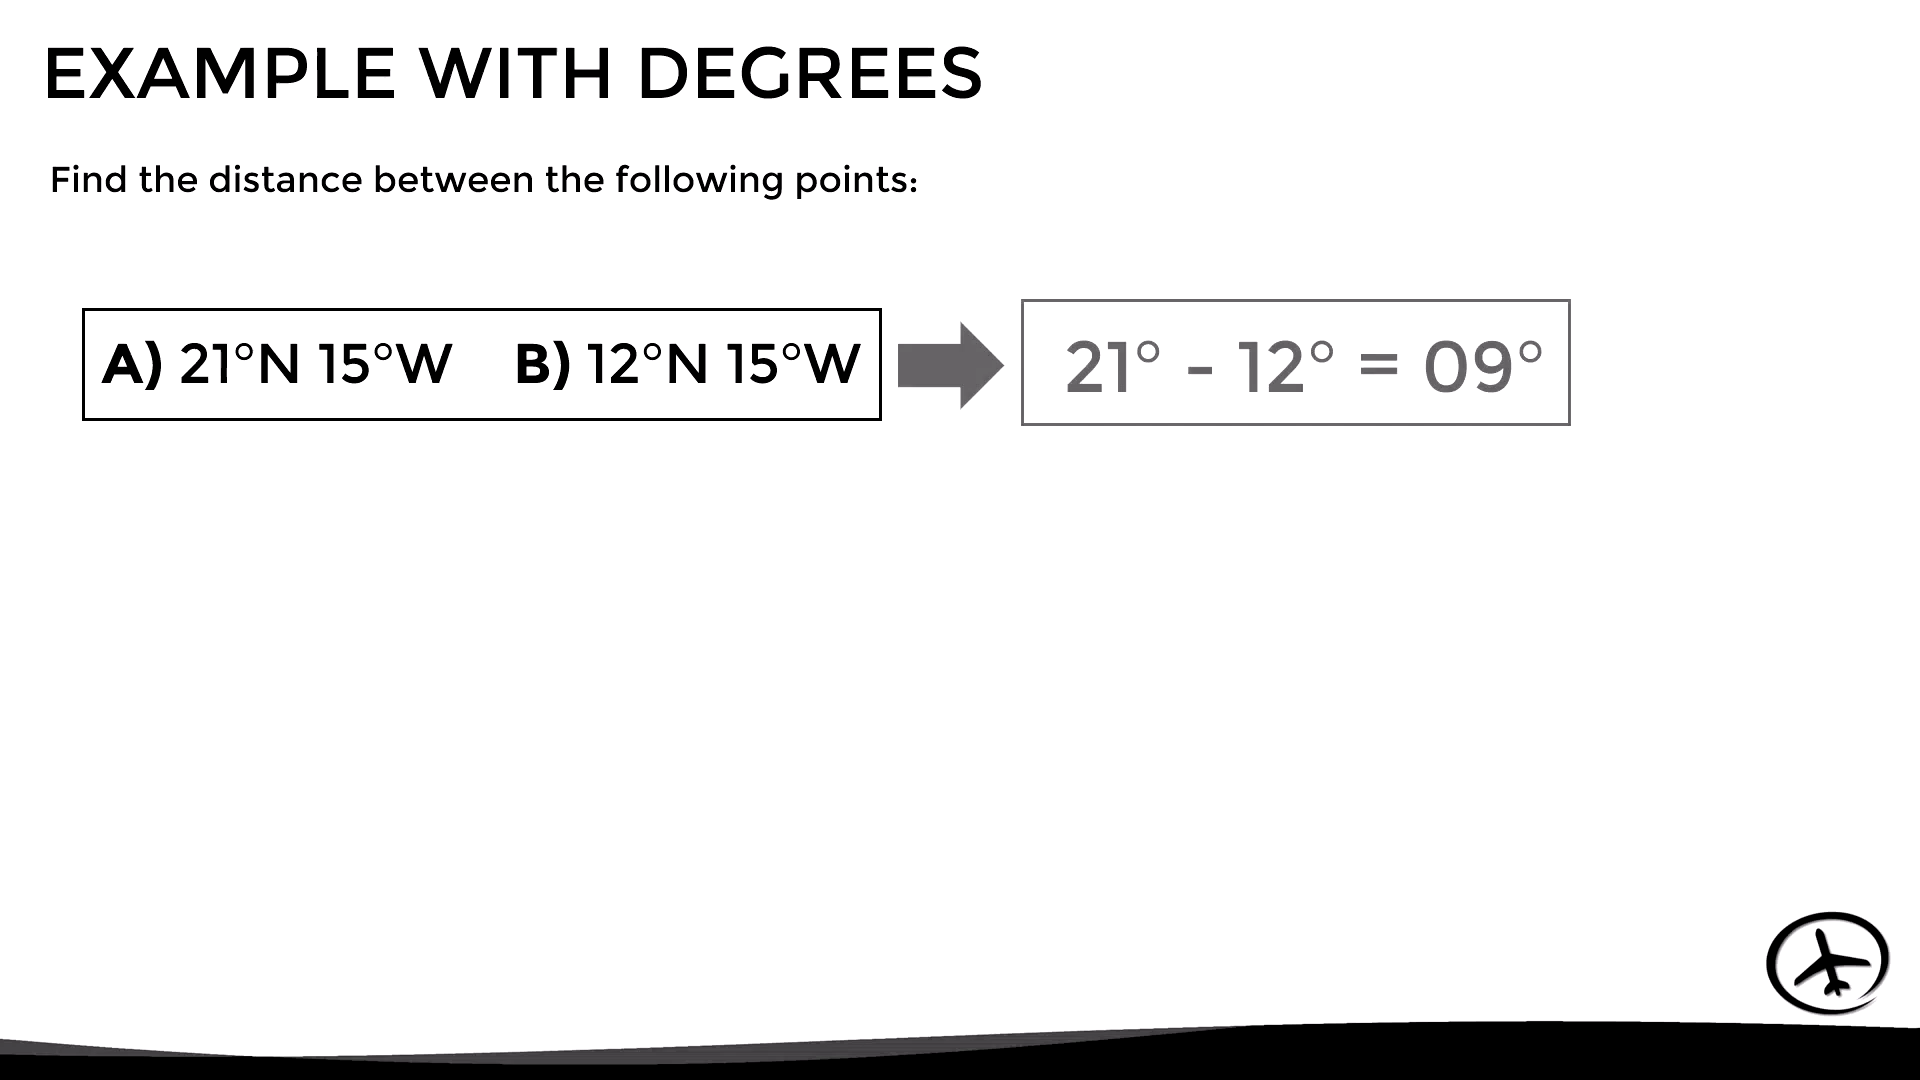 EXAMPLE WITH DEGREES
Find the distance between the following points:
A) 21°N 15°W B) 12°N 15°W
21° - 12° = 09°